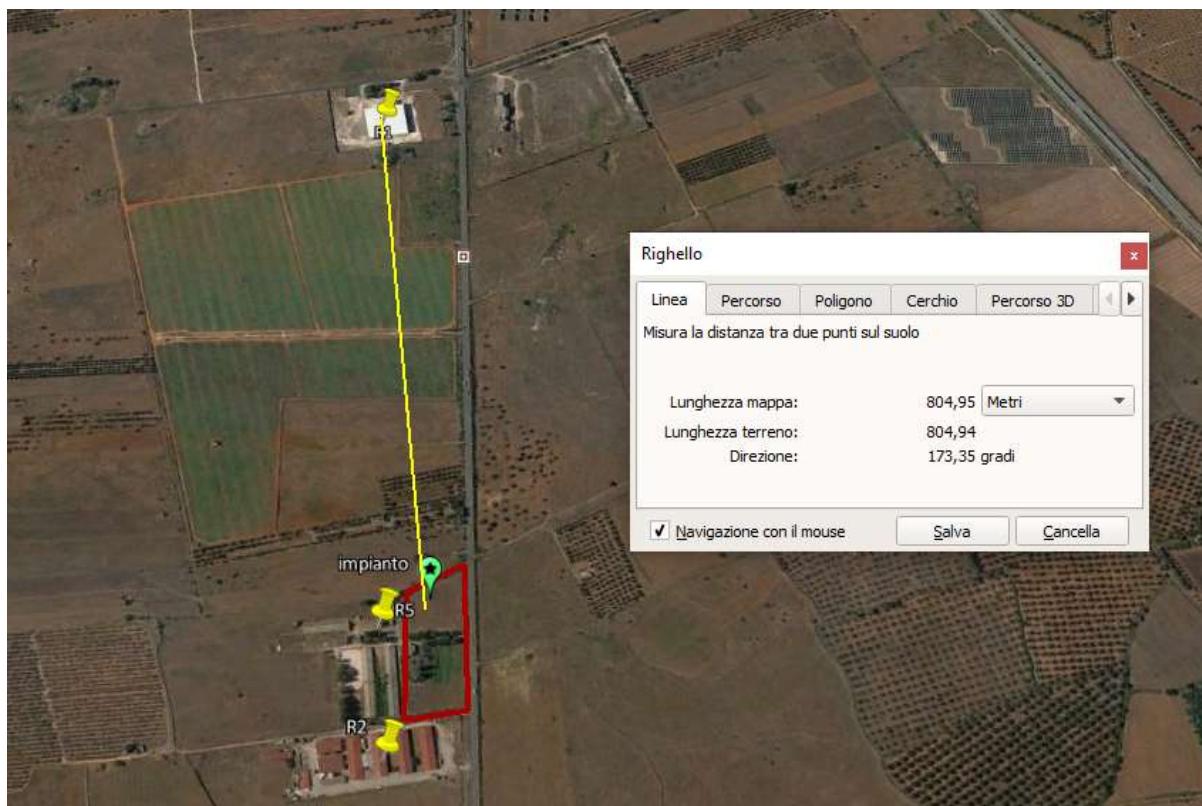 R1
Righello
x
Linea Percorso Poligono Cerchio Percorso 3D
Misura la distanza tra due punti sul suolo
Lunghezza mappa: 804,95 Metri
Lunghezza terreno: 804,94
Direzione: 173,35 gradi
Navigazione con il mouse Salva Cancella
impianto
R5
R2